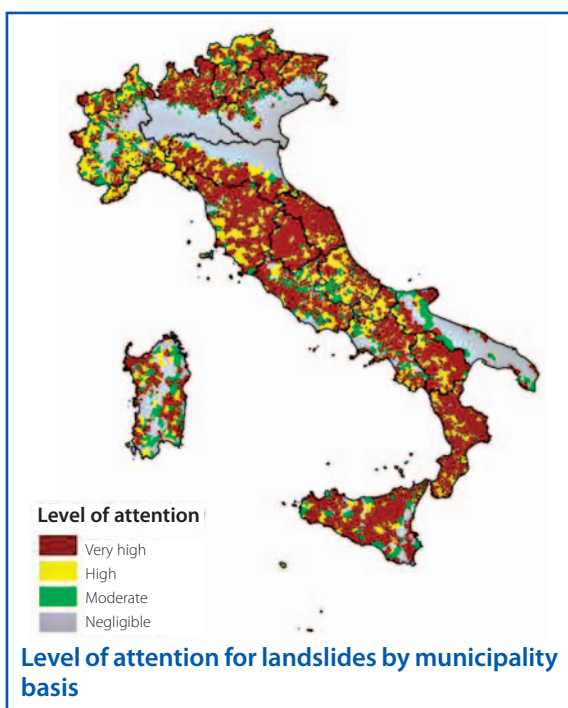 Level of attention
Very high
High
Moderate
Negligible
Level of attention for landslides by municipality
basis